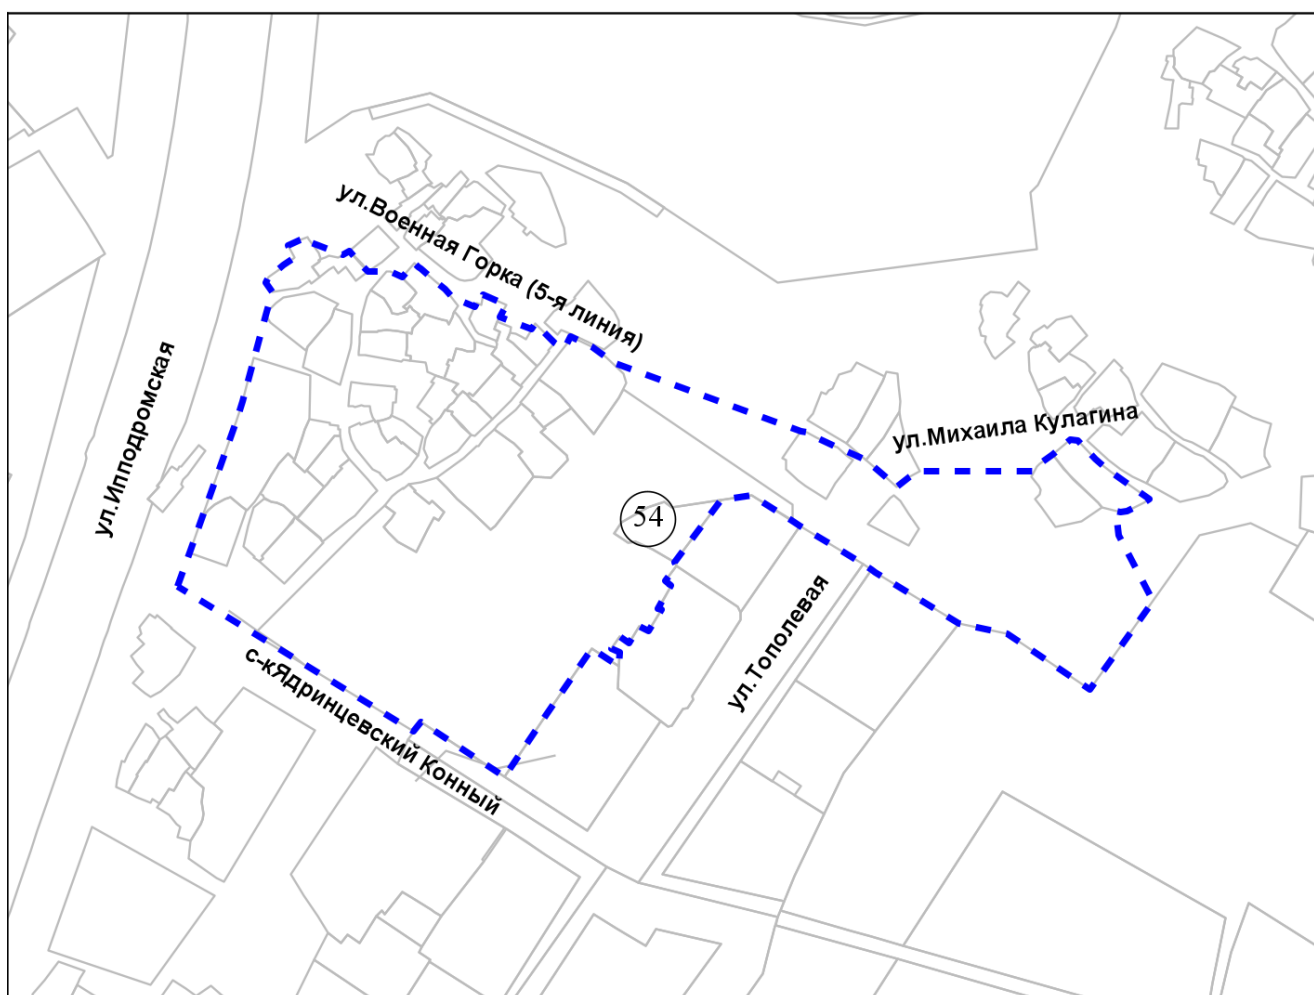 ул.Военная Горка (5-я линия)
ул.Ипподромская
ул.Михаила Кулагина
54
ул.Тополевая
с-кЯдринцевский Конный